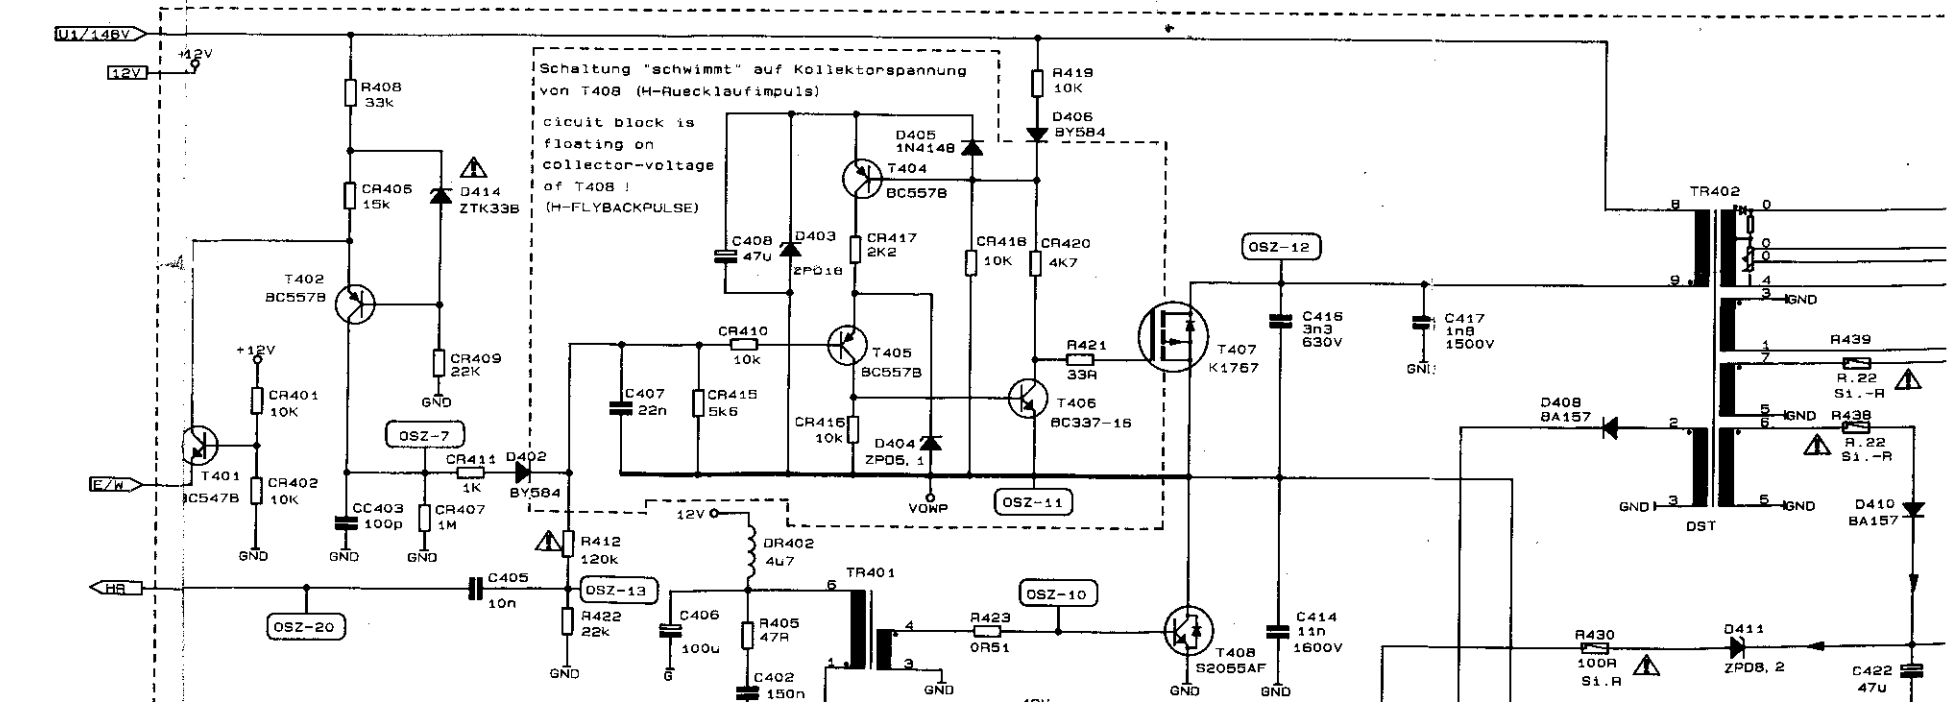 U1/148V
+12V
12V
R408
33k
Schaltung "schwimmt" auf Kollektorspannung
von T408 (H-Ruecklaufimpuls)
cicuit block is
floating on
collector-voltage
of T408 !
(H-FLYBACKPULSE)
R419
10K
D406
BY584
D405
1N4148
T404
BC557B
CR406
15k
D414
ZTK33B
C408
47u
D403
ZPD18
CR417
2K2
CR418
10K
CR420
4K7
OSZ-12
TR402
8
0
0
0
9
4
3
GND
T402
BC557B
+12V
CR401
10K
CR409
22K
GND
CR410
10k
T405
BC557B
R421
33R
T407
K1767
C416
3n3
630V
C417
1n8
1500V
GND
R439
1
7
R.22
Si.-R
5
GND
C407
22n
CR415
5k6
CR416
10k
D404
ZPD5,1
T406
BC337-16
D408
BA157
2
6
R438
R.22
Si.-R
OSZ-7
CR411
1K
D402
BY584
T401
BC547B
E/W
CR402
10K
GND
CC403
100p
GND
CR407
1M
GND
VOWP
OSZ-11
GND
3
5
GND
DST
D410
BA157
12V
DR402
4u7
R412
120k
HR
C405
10n
OSZ-13
OSZ-20
R422
22k
GND
C406
100u
G
R405
47R
C402
150n
TR401
6
4
1
3
GND
R423
0R51
OSZ-10
T408
S2055AF
GND
C414
11n
1600V
GND
R430
100R
Si.R
D411
ZPD8,2
C422
47u